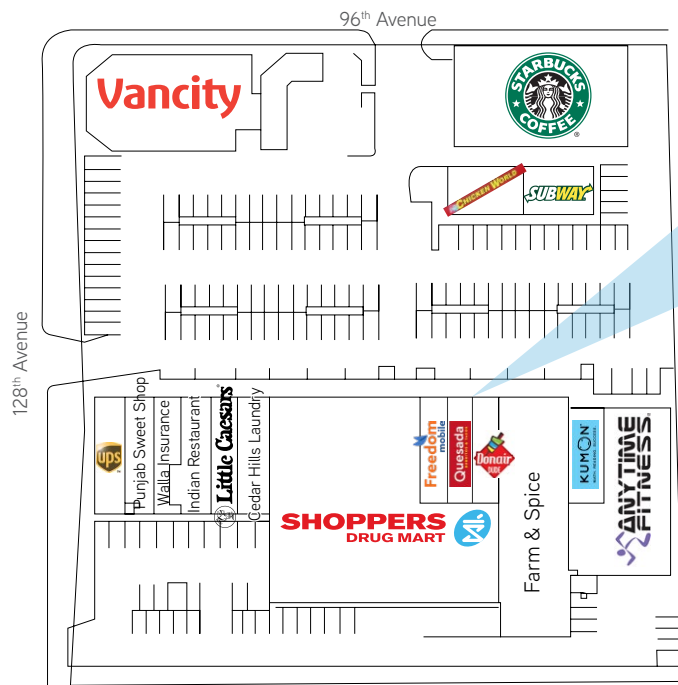 96th Avenue
Vancity
STARBUCKS
COFFEE
®
CHICKEN WORLD
SUBWAY
128th Avenue
ups
Punjab Sweet Shop
Walla Insurance
Indian Restaurant
Little Caesars
Cedar Hills Laundry
SHOPPERS
DRUG MART
Freedom
mobile
Quesada
Donair
DUDE
Farm & Spice
KUMON
ANYTIME
FITNESS